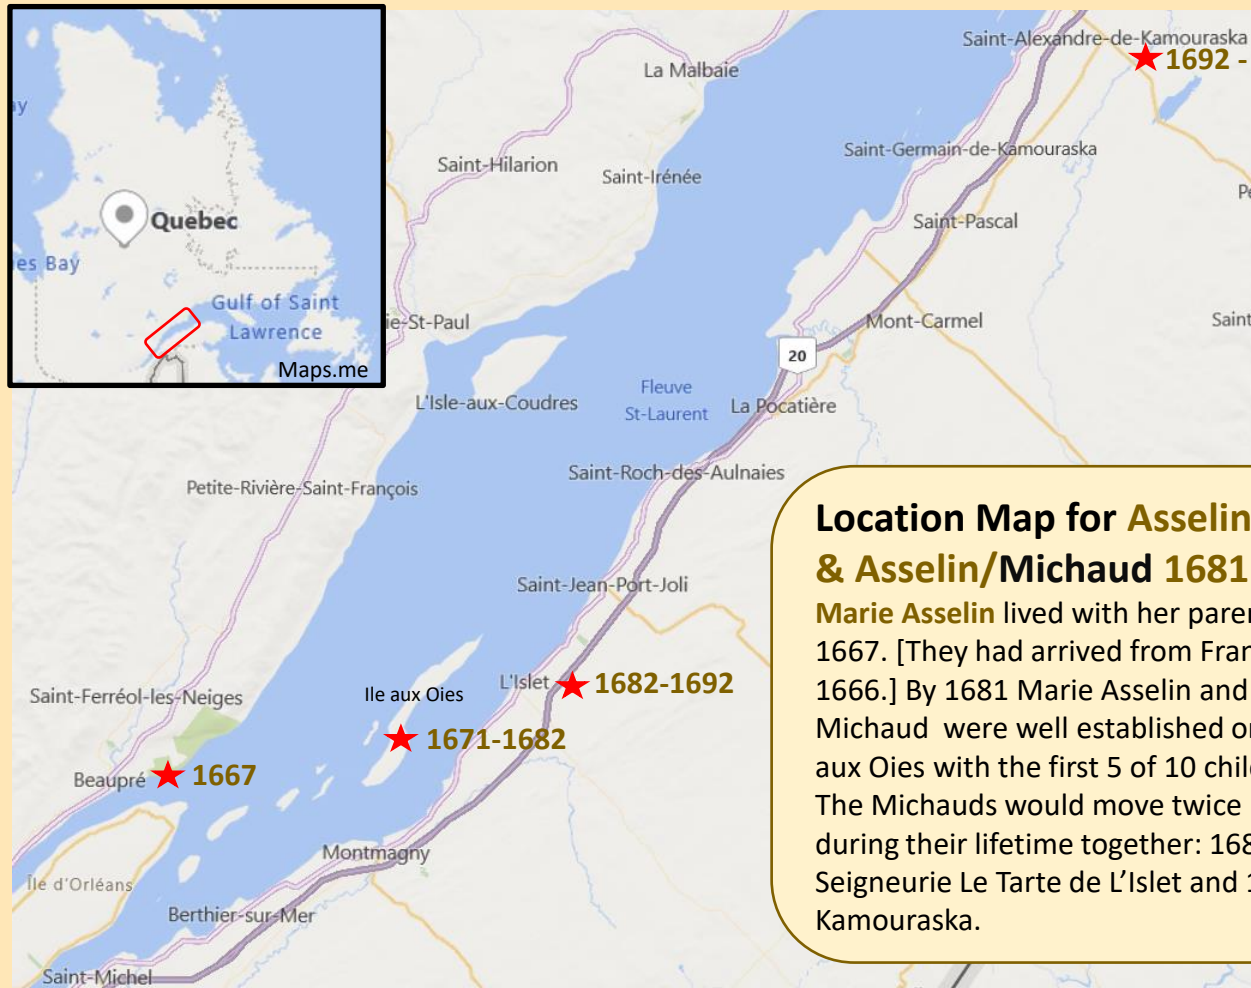 Saint-Alexandre-de-Kamouraska
1692 -
La Malbaie
Saint-Germain-de-Kamouraska
Saint-Hilarion
Saint-Irénée
Saint-Pascal
Quebec
es Bay
Gulf of Saint
Lawrence
Maps.me
ie-St-Paul
Mont-Carmel
Saint
20
Fleuve
St-Laurent
L'Isle-aux-Coudres
La Pocatière
Saint-Roch-des-Aulnaies
Petite-Rivière-Saint-François
Saint-Jean-Port-Joli
L'Islet
1682-1692
Saint-Ferréol-les-Neiges
Ile aux Oies
1671-1682
Beaupré
1667
Montmagny
Île d'Orléans
Berthier-sur-Mer
Saint-Michel
Location Map for Asselin
& Asselin/Michaud 1681
Marie Asselin lived with her paren
1667. [They had arrived from Fran
1666.] By 1681 Marie Asselin and
Michaud were well established o
aux Oies with the first 5 of 10 chil
The Michauds would move twice
during their lifetime together: 168
Seigneurie Le Tarte de L’Islet and 1
Kamouraska.